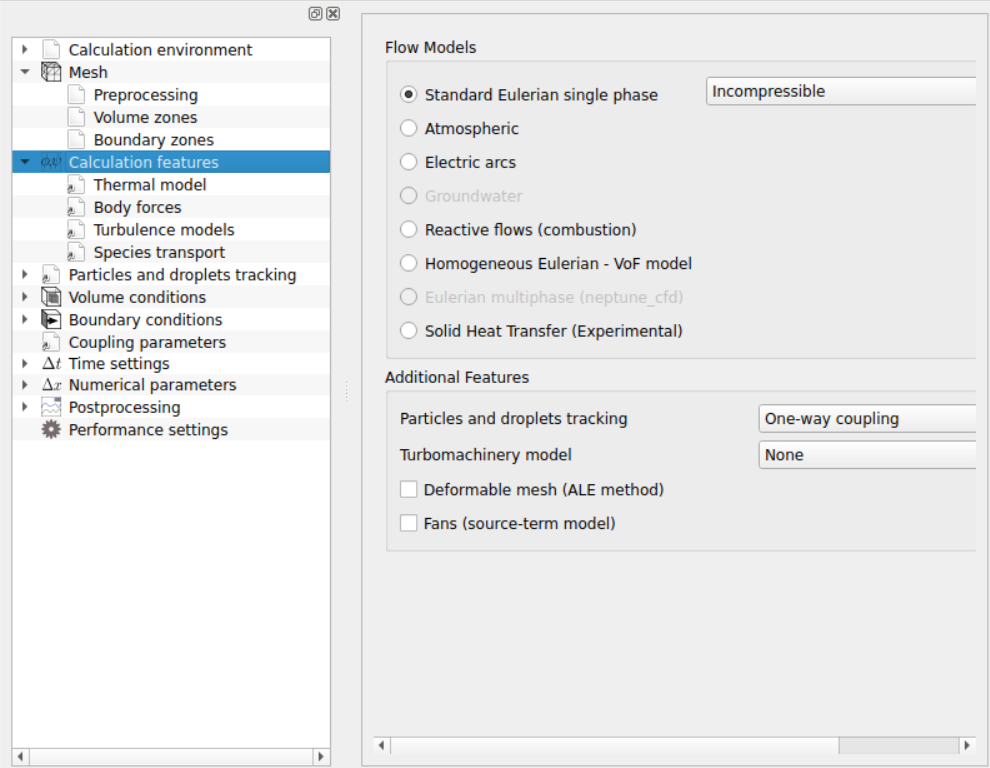 Calculation environment
Mesh
Preprocessing
Volume zones
Boundary zones
Calculation features
Thermal model
Body forces
Turbulence models
Species transport
Particles and droplets tracking
Volume conditions
Boundary conditions
Coupling parameters
Δt Time settings
Δx Numerical parameters
Postprocessing
Performance settings
Flow Models
Standard Eulerian single phase Incompressible
Atmospheric
Electric arcs
Groundwater
Reactive flows (combustion)
Homogeneous Eulerian - VoF model
Eulerian multiphase (neptune_cfd)
Solid Heat Transfer (Experimental)
Additional Features
Particles and droplets tracking One-way coupling
Turbomachinery model None
Deformable mesh (ALE method)
Fans (source-term model)